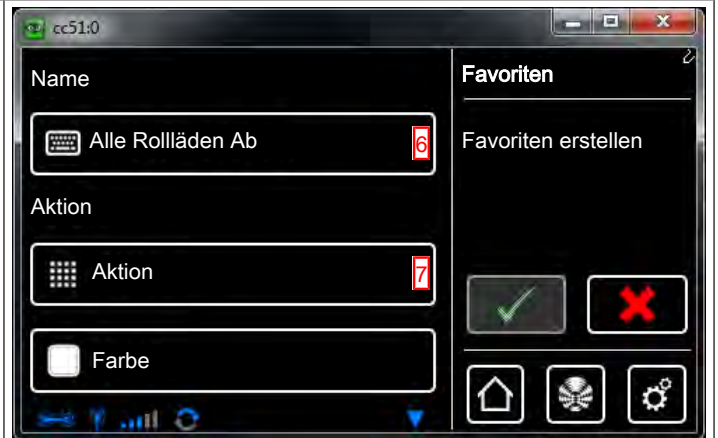 cc51:0
Name
Alle Rollläden Ab 6
Aktion
Aktion 7
Farbe
Favoriten
Favoriten erstellen